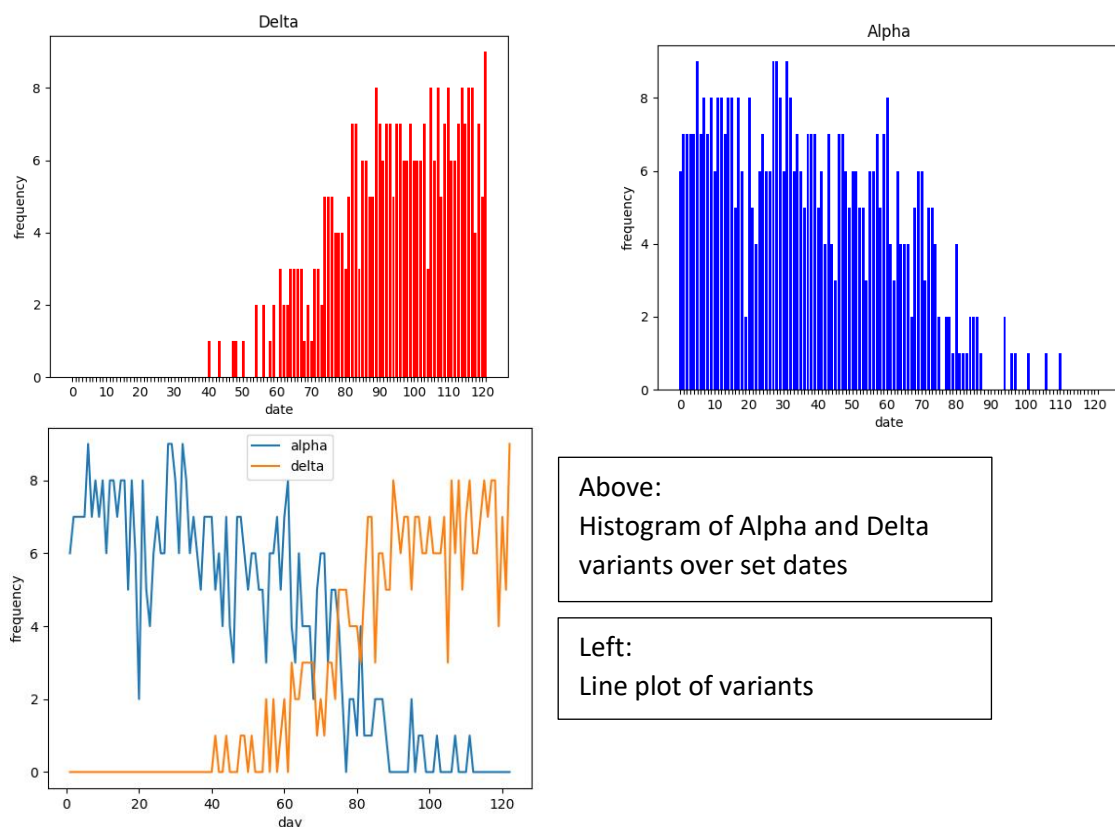 Delta
frequency
8
6
4
2
0
0 10 20 30 40 50 60 70 80 90 100 110 120
date
Alpha
frequency
8
6
4
2
0
0 10 20 30 40 50 60 70 80 90 100 110 120
date
alpha
delta
frequency
8
6
4
2
0
0 20 40 60 80 100 120
day
Above:
Histogram of Alpha and Delta
variants over set dates
Left:
Line plot of variants